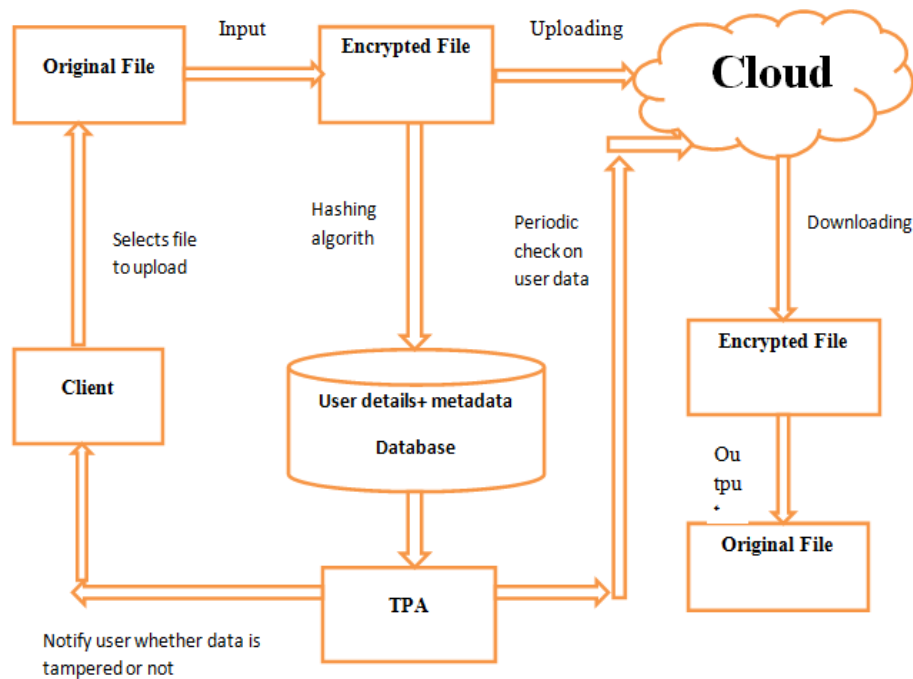 Input
Uploading
Original File
Encrypted File
Cloud
Selects file
to upload
Hashing
algorith
Periodic
check on
user data
Downloading
Client
User details+ metadata
Database
Encrypted File
Ou
tpu
Original File
TPA
Notify user whether data is
tampered or not